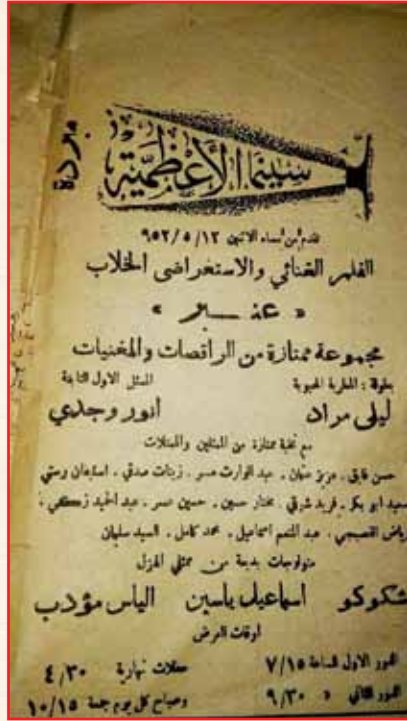 مبردة
سينما الأعظمية
تقدم من مساء الاثنين ١٢/٥/٩٥٢
الفلم الغنائي والاستعراضي الخلاب
« عنبر »
مجموعة ممتازة من الراقصات والمغنيات
بطولة : المطربة المحبوبة الممثل الاول النابغة
ليلى مراد انور وجدي
مع نخبة ممتازة من الممثلين والممثلات
حسن فايق . عزيز عثمان . عبد الوارث عسر . زينات صدقي . استيفان رستي
سعيد ابو بكر . فريد شوقي . مختار حسين . حسين عسر . عبد الحميد زكي .
رياض القصبجي . عبد المنعم اسماعيل . محمد كامل . السيد سليمان
منولوجات بديعة من ممثلي الهزل
شكوكو اسماعيل ياسين الياس مؤدب
اوقات العرض
الدور الاول الساعة ٧/١٥ حفلات نهارية ٤/٣٠
الدور الثاني » ٩/٣٠ وصباح كل يوم جمعة ١٠/١٥